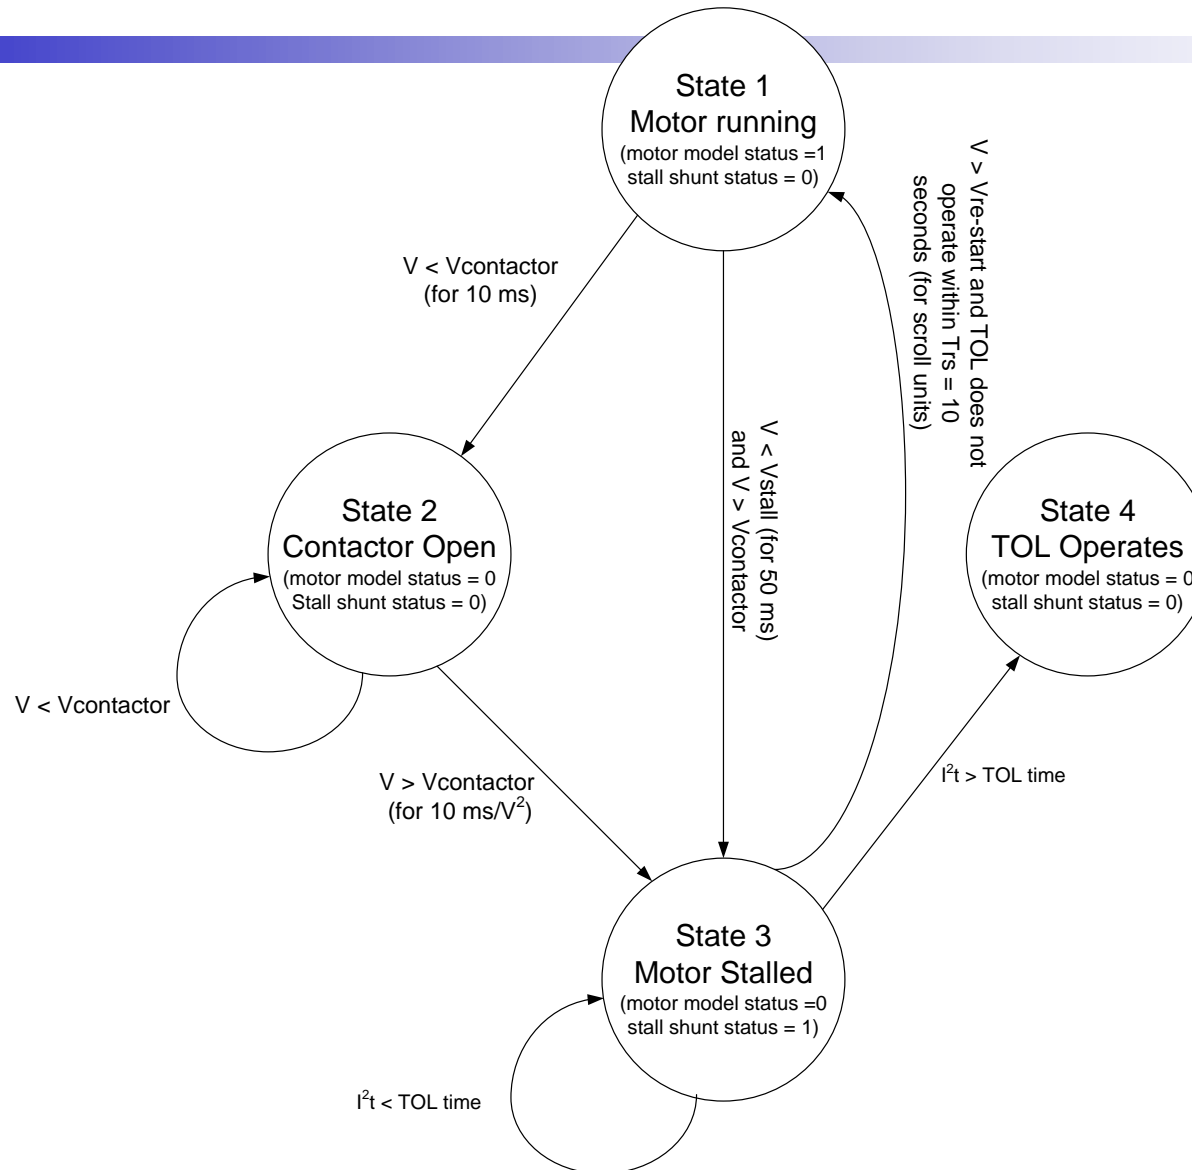 State 1
Motor running
(motor model status =1
stall shunt status = 0)
V < Vcontactor
(for 10 ms)
V > Vre-start and TOL does not
operate within Trs = 10
seconds (for scroll units)
V < Vstall (for 50 ms)
and V > Vcontactor
State 2
Contactor Open
(motor model status = 0
Stall shunt status = 0)
State 4
TOL Operates
(motor model status = 0
stall shunt status = 0)
V < Vcontactor
V > Vcontactor
(for 10 ms/V²)
I²t > TOL time
State 3
Motor Stalled
(motor model status =0
stall shunt status = 1)
I²t < TOL time